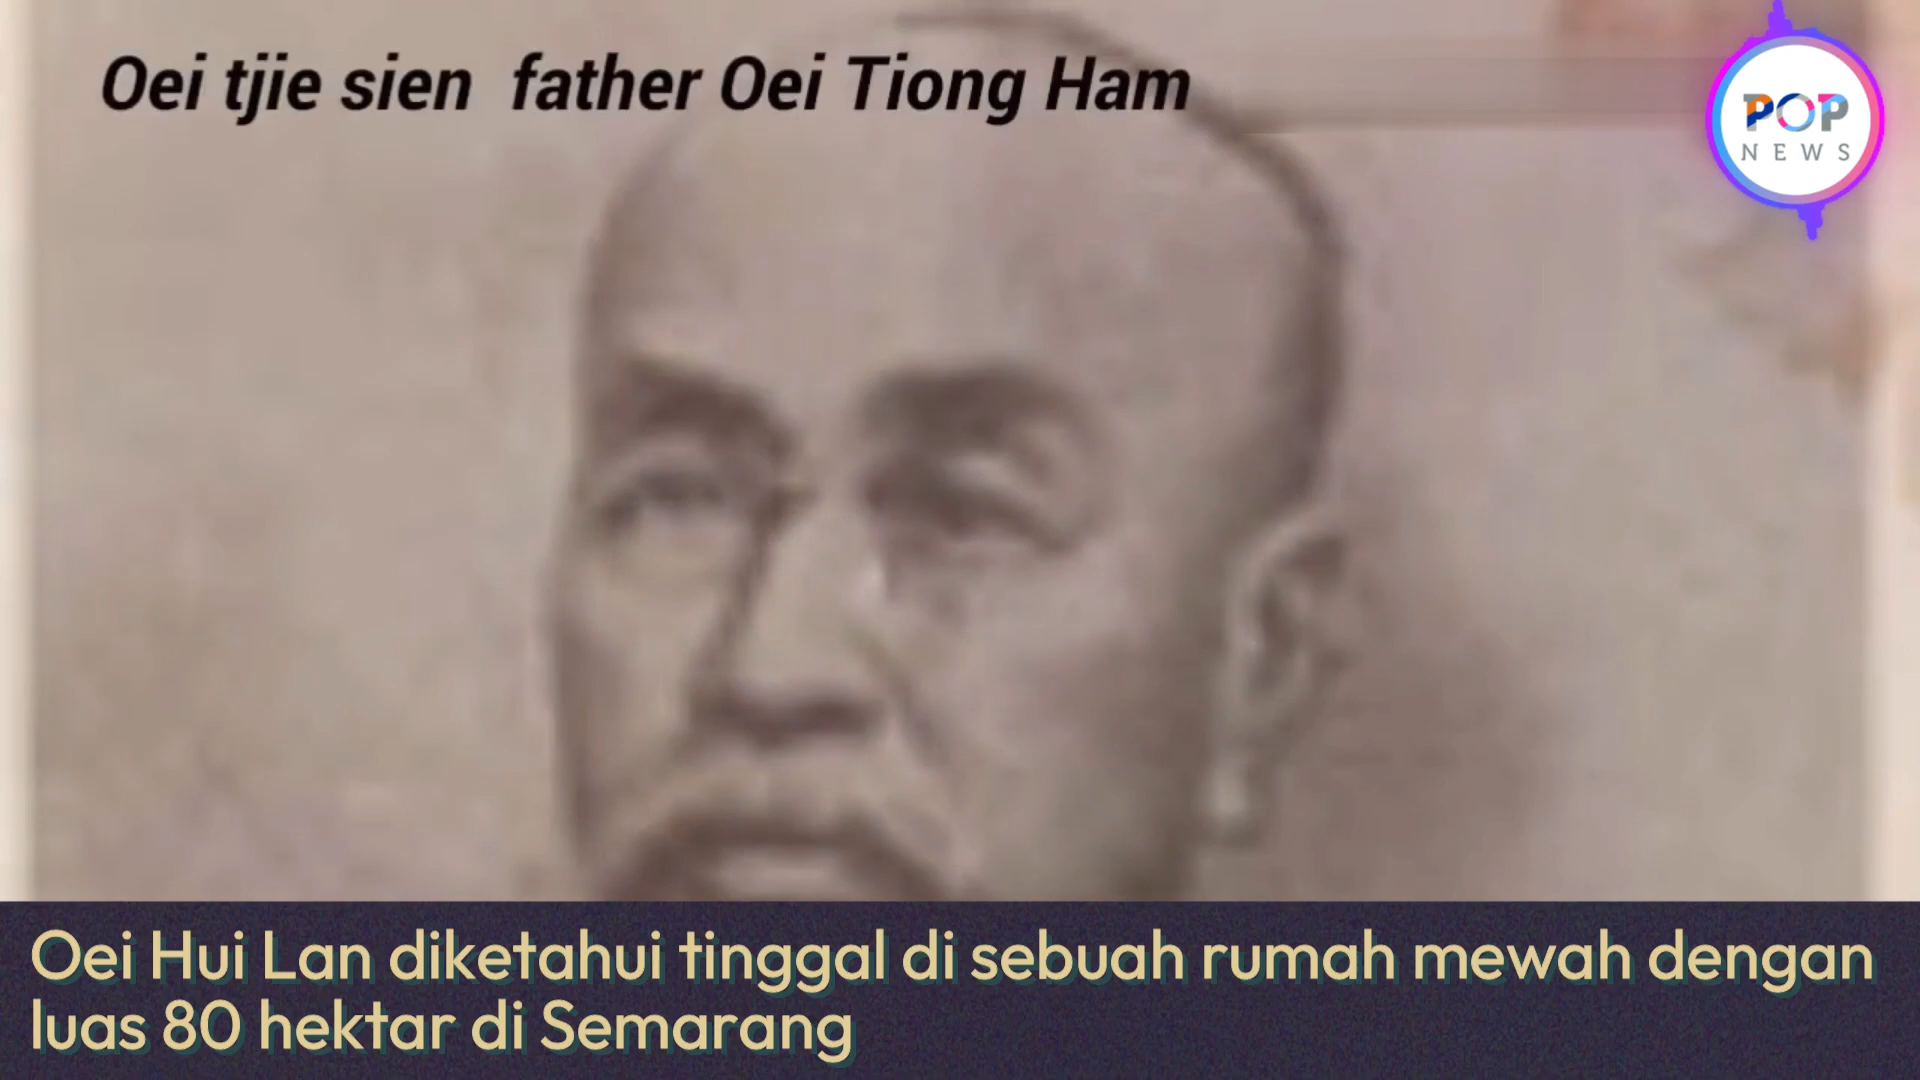 Oei tjie sien father Oei Tiong Ham
POP
NEWS
Oei Hui Lan diketahui tinggal di sebuah rumah mewah dengan
luas 80 hektar di Semarang